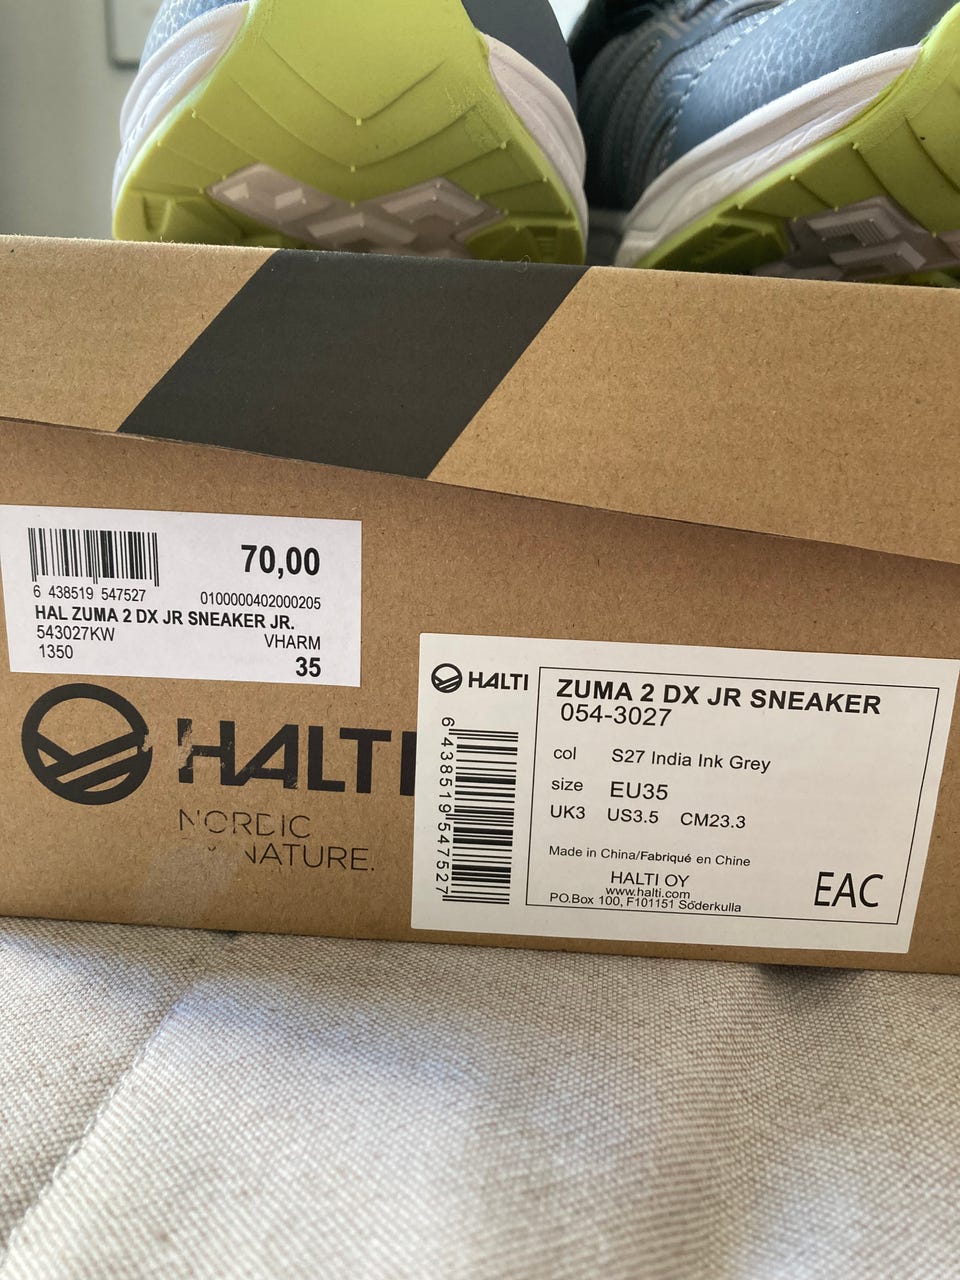 70,00
6 438519 547527
0100000402000205
HAL ZUMA 2 DX JR SNEAKER JR.
543027KW
VHARM
1350
35
HALTI
NORDIC
NATURE.
HALTI
6 438519 547527
ZUMA 2 DX JR SNEAKER
054-3027
col S27 India Ink Grey
size EU35
UK3 US3.5 CM23.3
Made in China/Fabriqué en Chine
HALTI OY
www.halti.com
PO.Box 100, F101151 Söderkulla
EAC